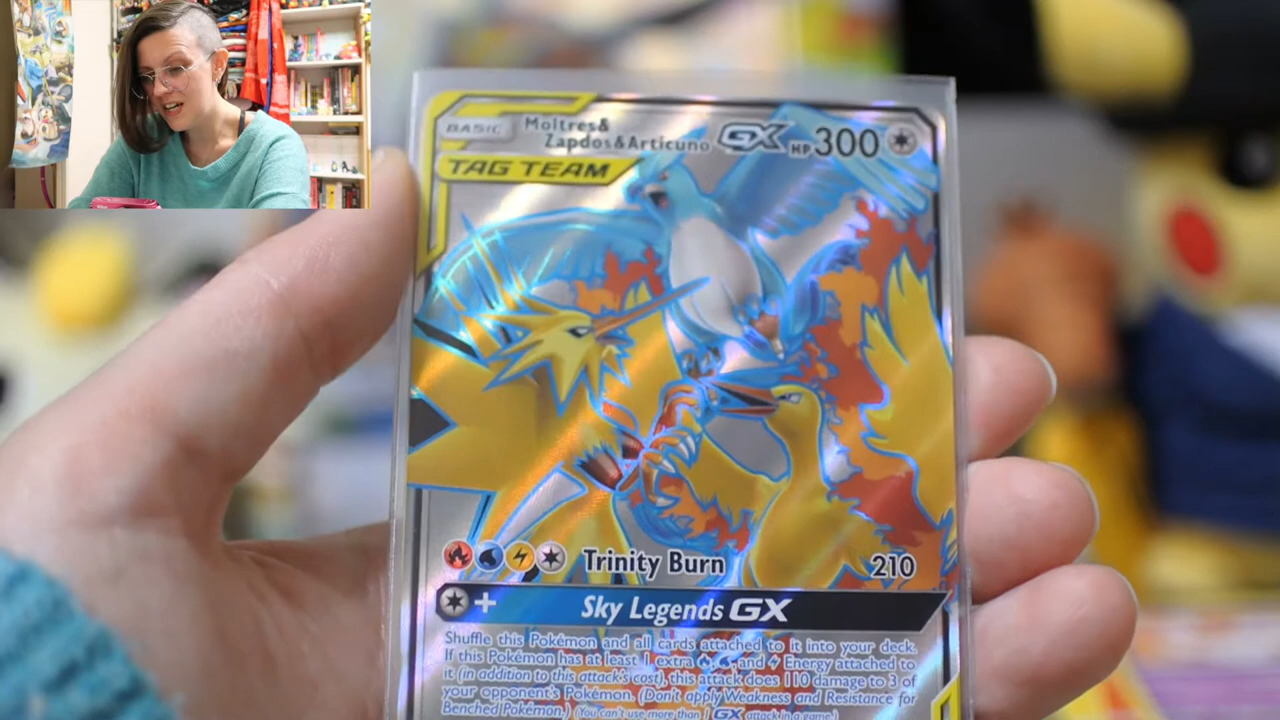 BASIC Moltres&
Zapdos&Articuno GX HP300
TAG TEAM
Trinity Burn 210
+ Sky Legends GX
Shuffle this Pokémon and all cards attached to it into your deck.
If this Pokémon has at least 1 extra , , and Energy attached to
it (in addition to this attack's cost), this attack does 110 damage to 3 of
your opponent's Pokémon. (Don't apply Weakness and Resistance for
Benched Pokémon.) (You can't use more than 1 GX attack in a game.)